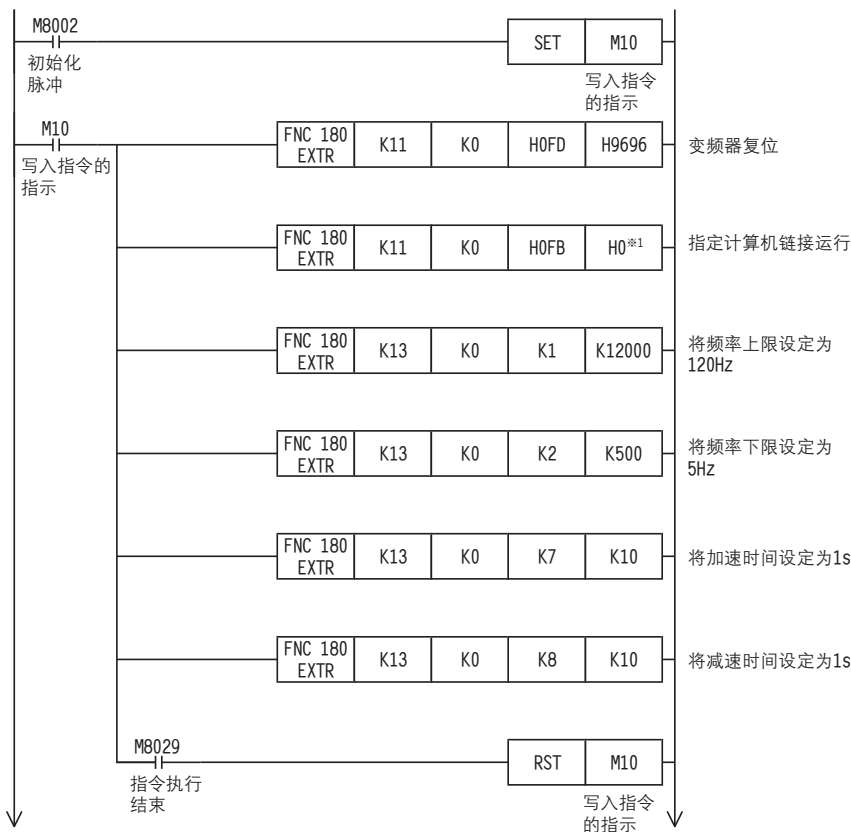 M8002
SET M10
初始化
脉冲
写入指令
的指示
M10
写入指令的
指示
FNC 180
EXTR K11 K0 H0FD H9696 变频器复位
FNC 180
EXTR K11 K0 H0FB H0※1 指定计算机链接运行
FNC 180
EXTR K13 K0 K1 K12000 将频率上限设定为
120Hz
FNC 180
EXTR K13 K0 K2 K500 将频率下限设定为
5Hz
FNC 180
EXTR K13 K0 K7 K10 将加速时间设定为1s
FNC 180
EXTR K13 K0 K8 K10 将减速时间设定为1s
M8029
RST M10
指令执行
结束
写入指令
的指示